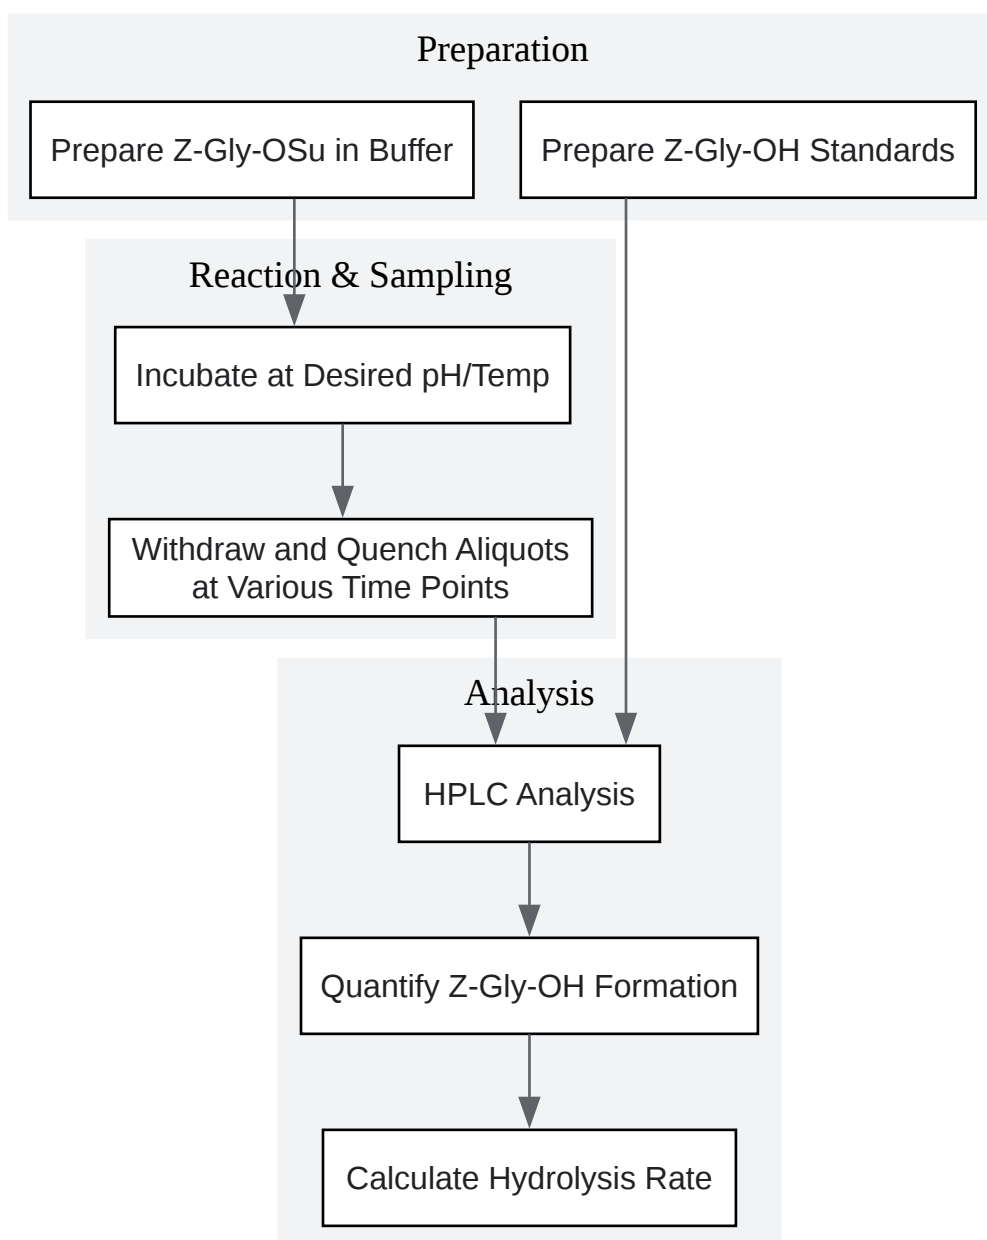 Preparation
Prepare Z-Gly-OSu in Buffer
Prepare Z-Gly-OH Standards
Reaction & Sampling
Incubate at Desired pH/Temp
Withdraw and Quench Aliquots
at Various Time Points
Analysis
HPLC Analysis
Quantify Z-Gly-OH Formation
Calculate Hydrolysis Rate